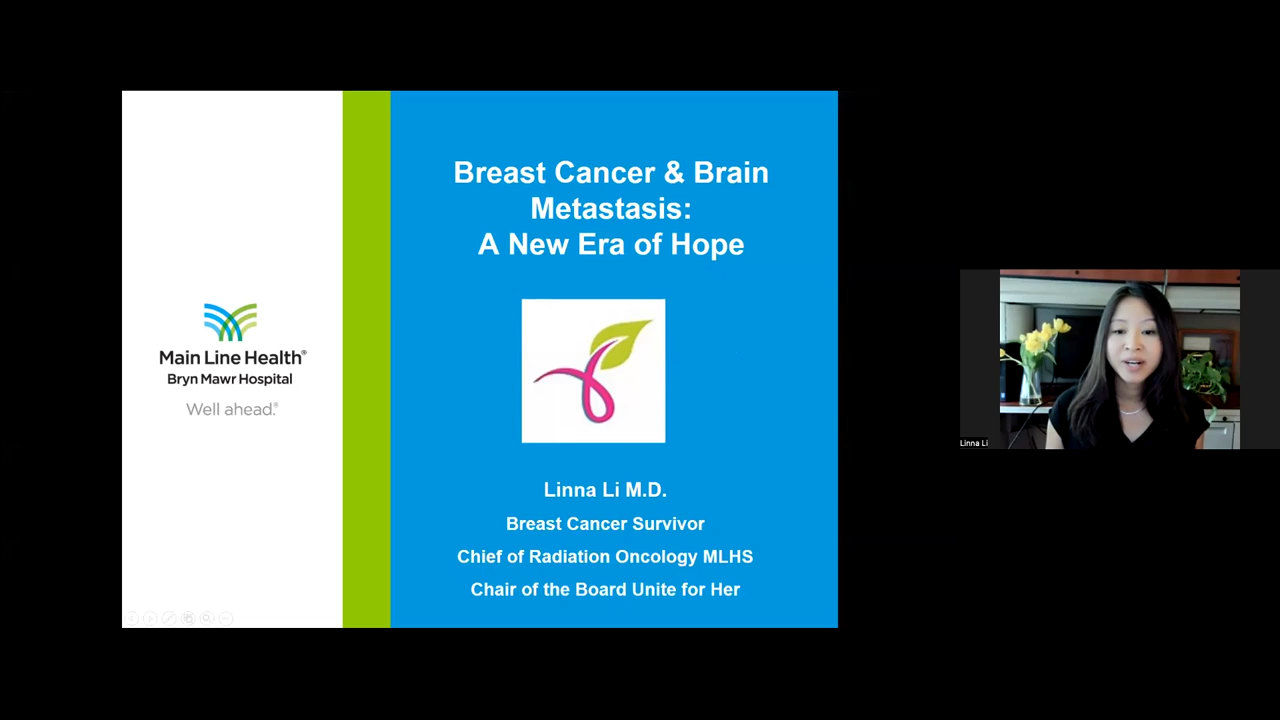 Breast Cancer & Brain
Metastasis:
A New Era of Hope
Main Line Health®
Bryn Mawr Hospital
Well ahead.®
Linna Li M.D.
Breast Cancer Survivor
Chief of Radiation Oncology MLHS
Chair of the Board Unite for Her
Linna Li